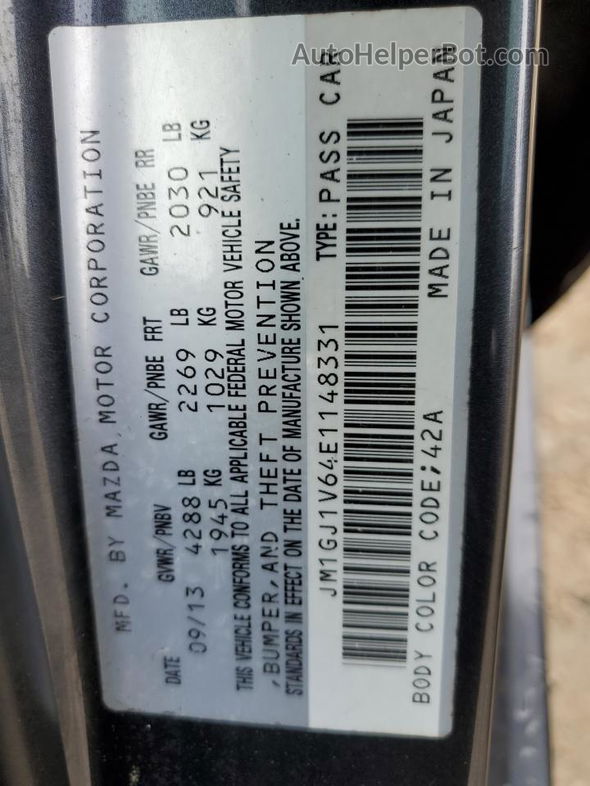 AutoHelperBot.com
MFD. BY MAZDA MOTOR CORPORATION
DATE GVWR/PNBV GAWR/PNBE FRT GAWR/PNBE RR
09/13 4288 LB 2269 LB 2030 LB
1945 KG 1029 KG 921 KG
THIS VEHICLE CONFORMS TO ALL APPLICABLE FEDERAL MOTOR VEHICLE SAFETY
,BUMPER,AND THEFT PREVENTION
STANDARDS IN EFFECT ON THE DATE OF MANUFACTURE SHOWN ABOVE.
JM1GJ1V64E1148331 TYPE:PASS CAR
BODY COLOR CODE;42A MADE IN JAPAN